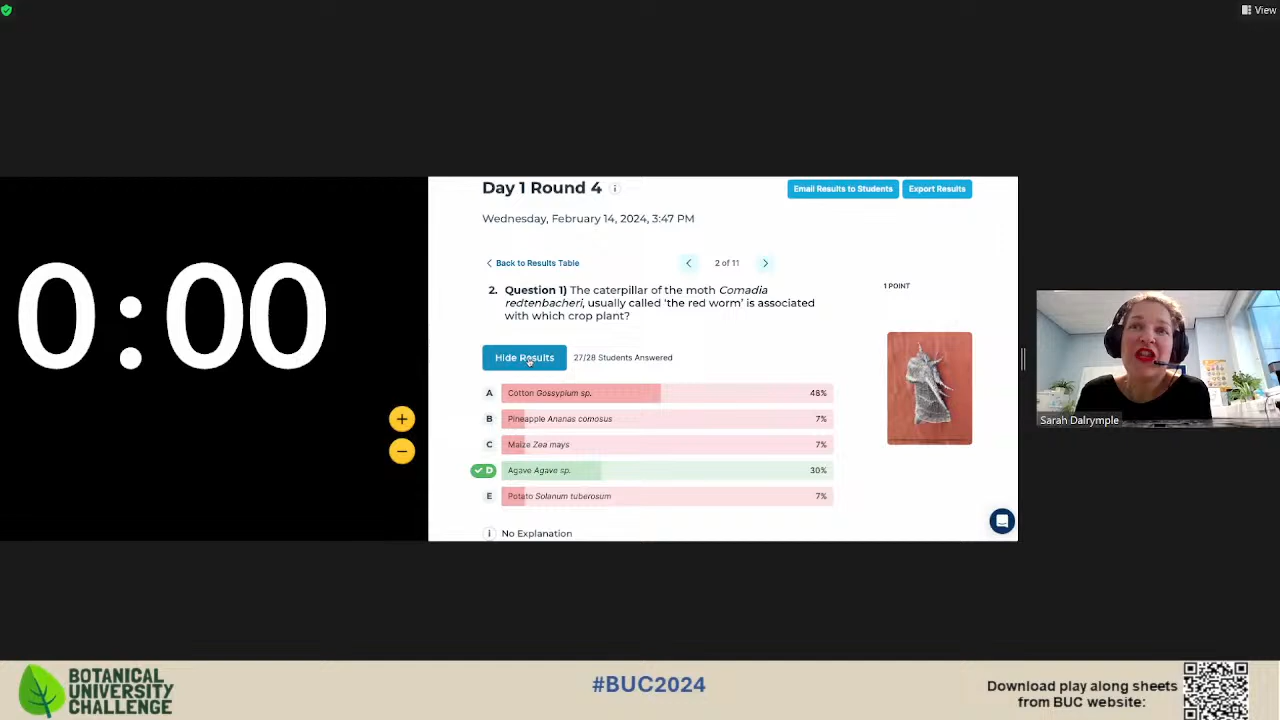 View
0:00
Day 1 Round 4
Email Results to Students
Export Results
Wednesday, February 14, 2024, 3:47 PM
Back to Results Table
2 of 11
2. Question 1) The caterpillar of the moth Comadia
redtenbacheri, usually called 'the red worm' is associated
with which crop plant?
1 POINT
Hide Results
27/28 Students Answered
A Cotton Gossypium sp. 48%
B Pineapple Ananas comosus 7%
C Maize Zea mays 7%
D Agave Agave sp. 30%
E Potato Solanum tuberosum 7%
No Explanation
Sarah Dalrymple
BOTANICAL
UNIVERSITY
CHALLENGE
#BUC2024
Download play along sheets
from BUC website: